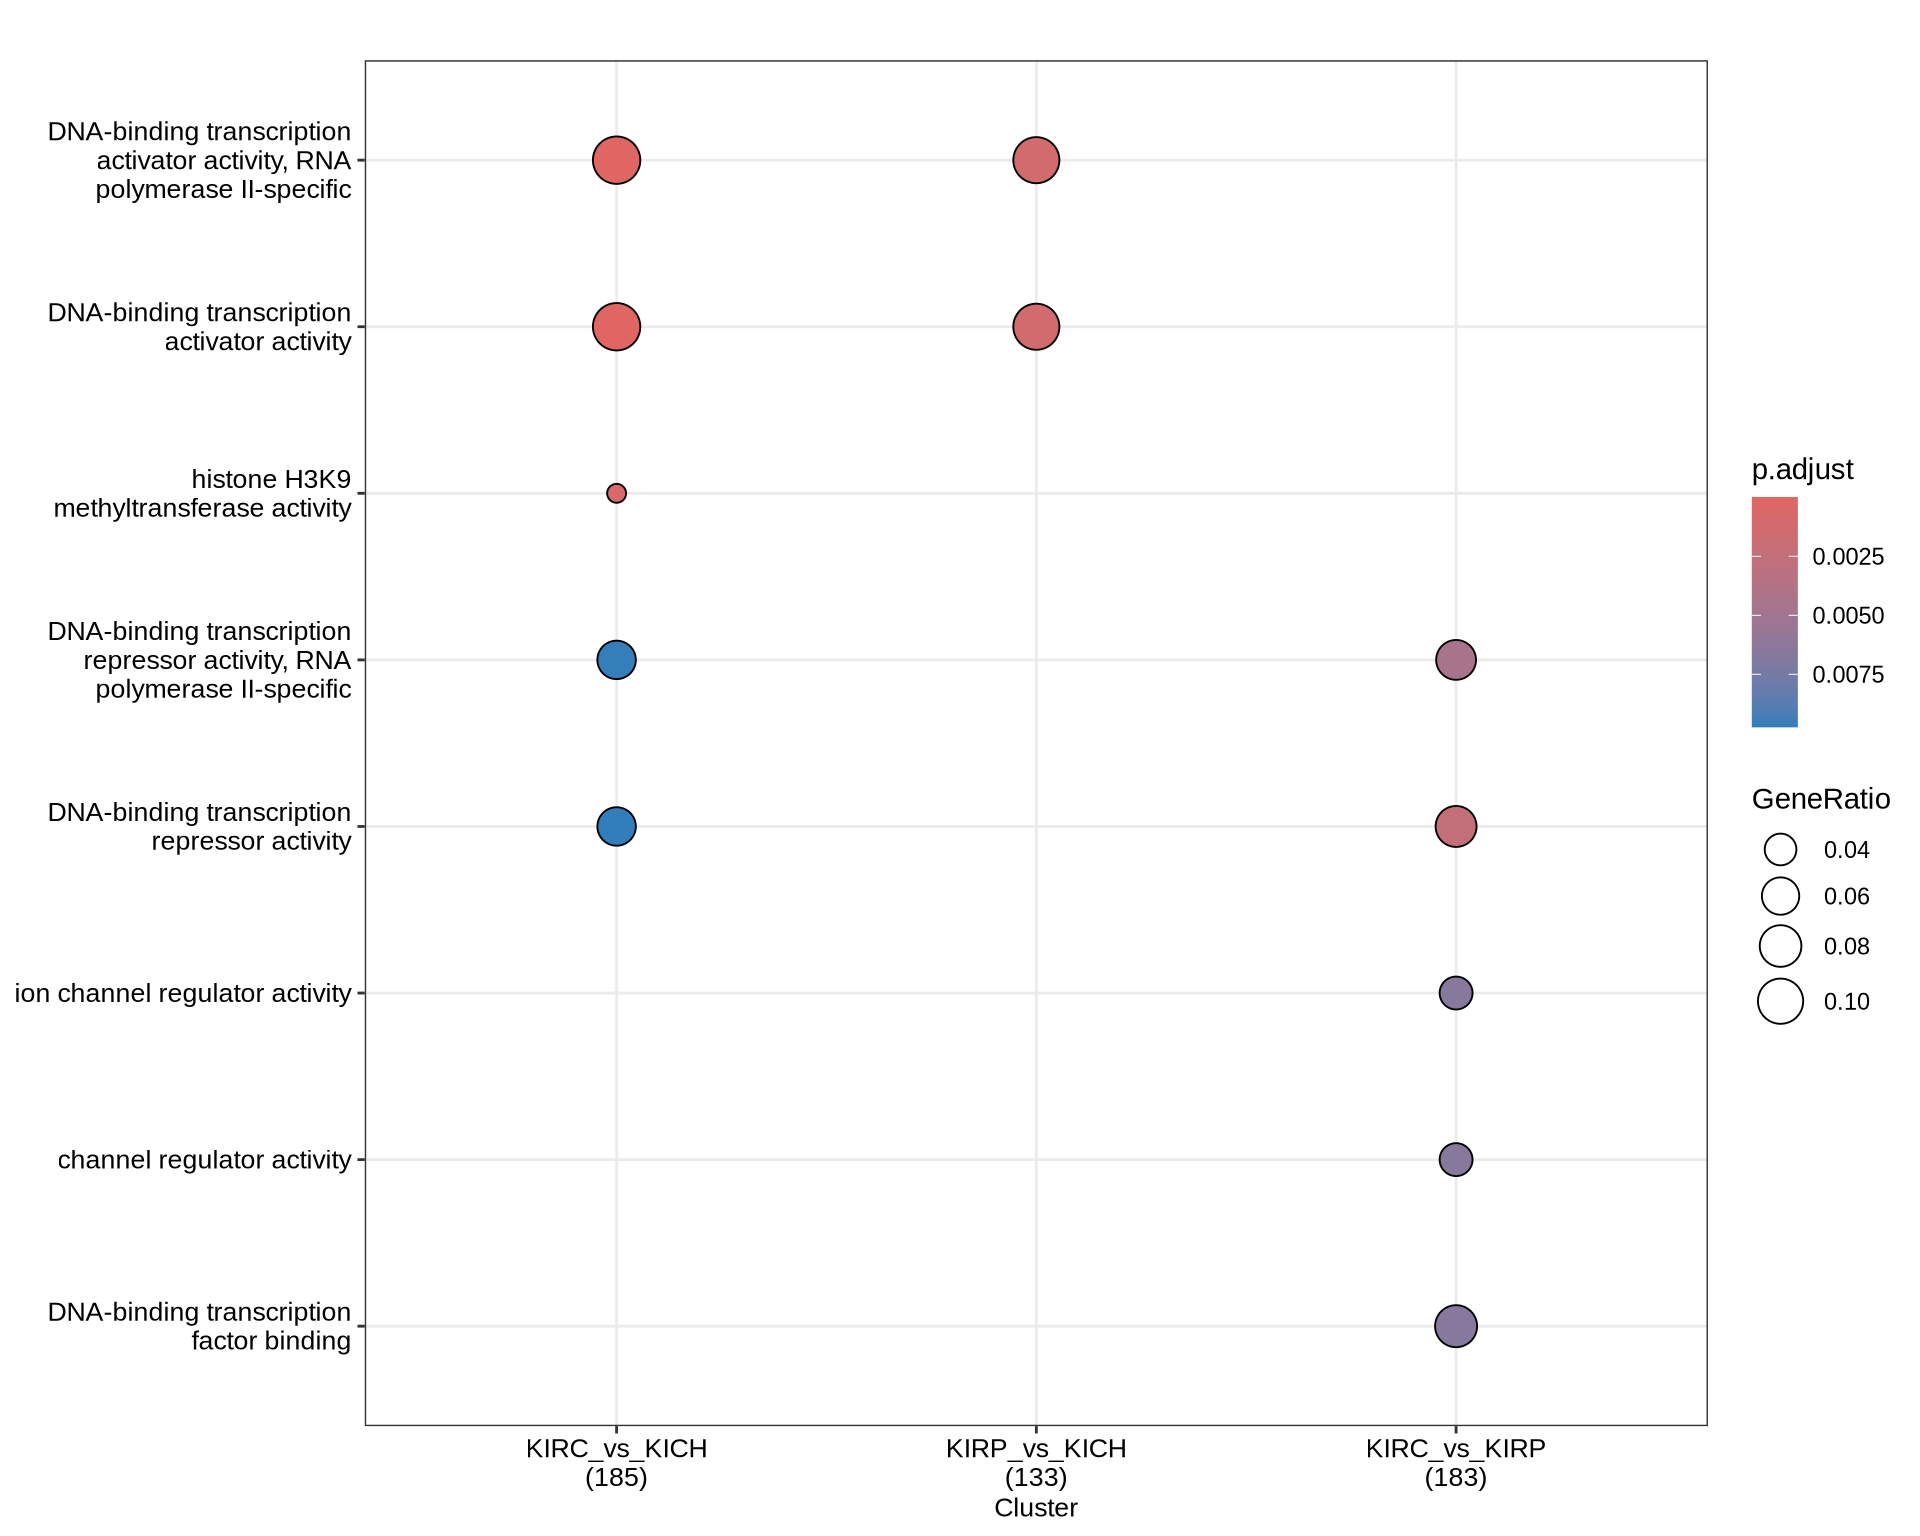 DNA-binding transcription
activator activity, RNA
polymerase II-specific
DNA-binding transcription
activator activity
histone H3K9
methyltransferase activity
DNA-binding transcription
repressor activity, RNA
polymerase II-specific
DNA-binding transcription
repressor activity
ion channel regulator activity
channel regulator activity
DNA-binding transcription
factor binding
KIRC_vs_KICH
(185)
KIRP_vs_KICH
(133)
KIRC_vs_KIRP
(183)
Cluster
p.adjust
0.0025
0.0050
0.0075
GeneRatio
0.04
0.06
0.08
0.10